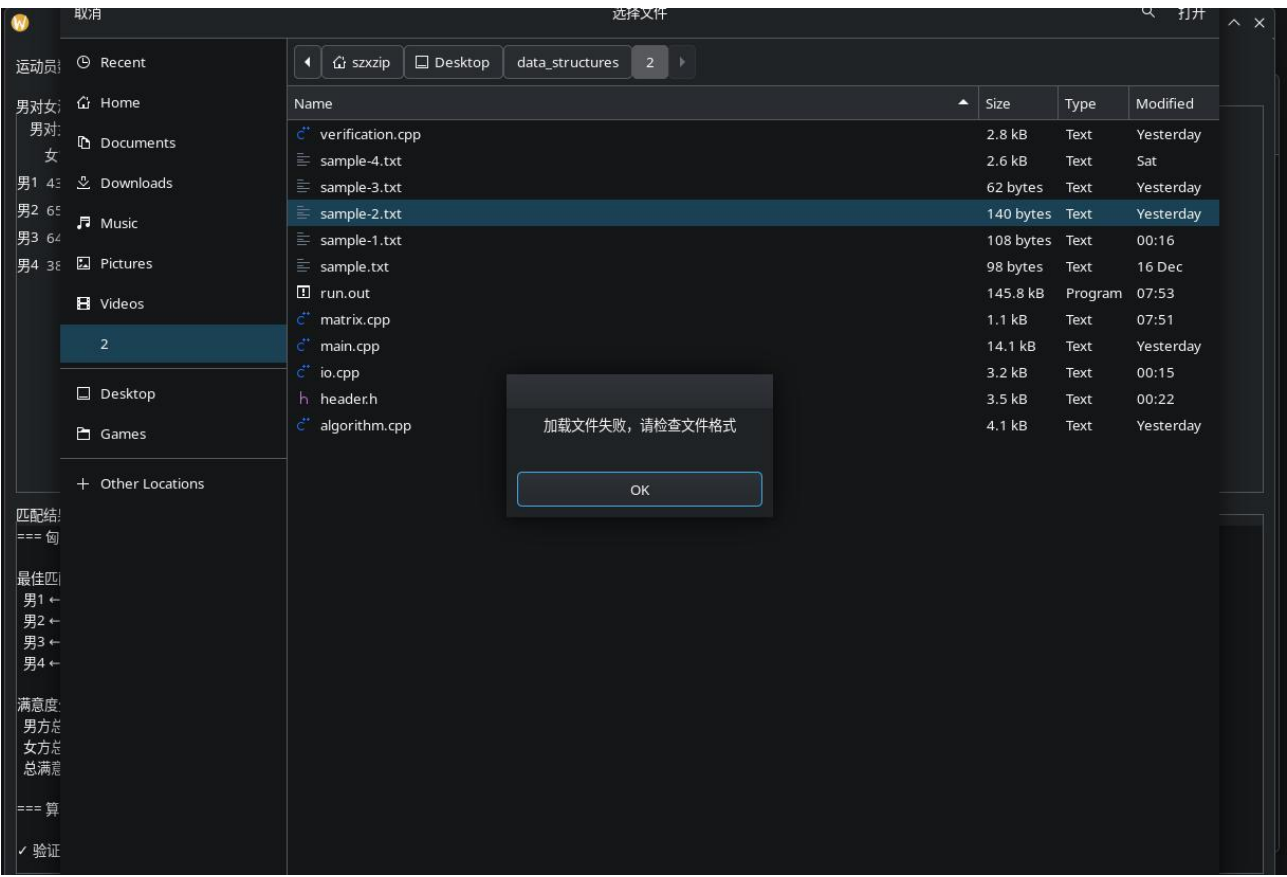 取消 选择文件 打开
Recent
Home
Documents
Downloads
Music
Pictures
Videos
2
Desktop
Games
Other Locations
szxzip Desktop data_structures 2
Name Size Type Modified
verification.cpp 2.8 kB Text Yesterday
sample-4.txt 2.6 kB Text Sat
sample-3.txt 62 bytes Text Yesterday
sample-2.txt 140 bytes Text Yesterday
sample-1.txt 108 bytes Text 00:16
sample.txt 98 bytes Text 16 Dec
run.out 145.8 kB Program 07:53
matrix.cpp 1.1 kB Text 07:51
main.cpp 14.1 kB Text Yesterday
io.cpp 3.2 kB Text 00:15
header.h 3.5 kB Text 00:22
algorithm.cpp 4.1 kB Text Yesterday
加载文件失败，请检查文件格式
OK
运动员
男对女
男对
女
男1 43
男2 65
男3 64
男4 38
匹配结
=== 匈
最佳匹
男1 ←
男2 ←
男3 ←
男4 ←
满意度
男方总
女方总
总满意
=== 算
✓ 验证